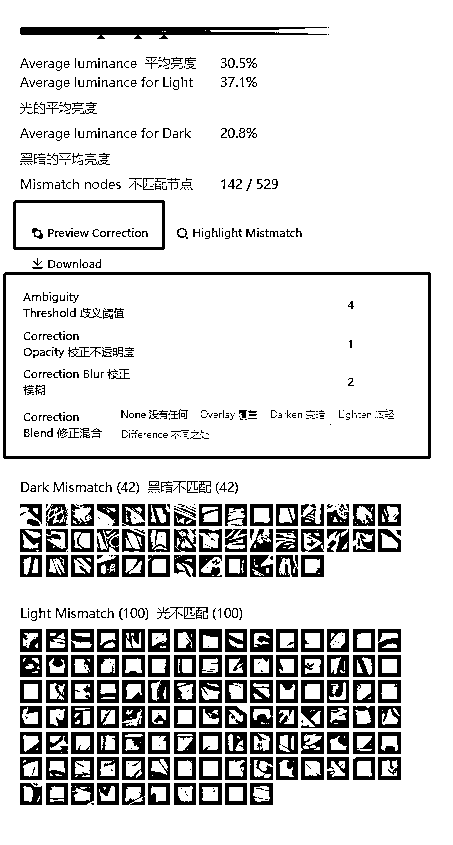 Average luminance 平均亮度 30.5%
Average luminance for Light 37.1%
光的平均亮度
Average luminance for Dark 20.8%
黑暗的平均亮度
Mismatch nodes 不匹配节点 142 / 529
Preview Correction Highlight Mistmatch
Download
Ambiguity
Threshold 歧义阈值 4
Correction
Opacity 校正不透明度 1
Correction Blur 校正
模糊 2
Correction
Blend 修正混合
None 没有任何 Overlay 覆盖 Darken 变暗 Lighten 减轻
Difference 不同之处
Dark Mismatch (42) 黑暗不匹配 (42)
Light Mismatch (100) 光不匹配 (100)